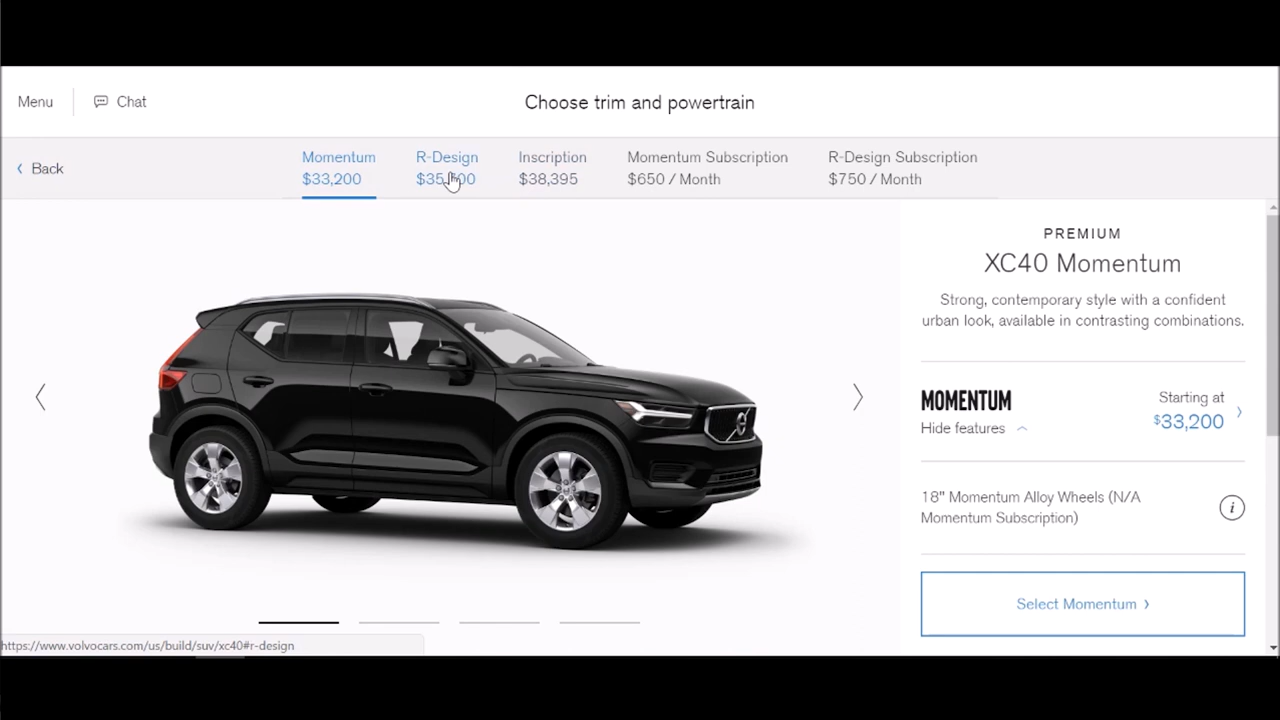 Menu
Chat
Choose trim and powertrain
Back
Momentum
$33,200
R-Design
Inscription
$38,395
Momentum Subscription
$650 / Month
R-Design Subscription
$750 / Month
PREMIUM
XC40 Momentum
Strong, contemporary style with a confident
urban look, available in contrasting combinations.
MOMENTUM
Hide features
Starting at
$33,200
18" Momentum Alloy Wheels (N/A
Momentum Subscription)
i
Select Momentum
https://www.volvocars.com/us/build/suv/xc40#r-design